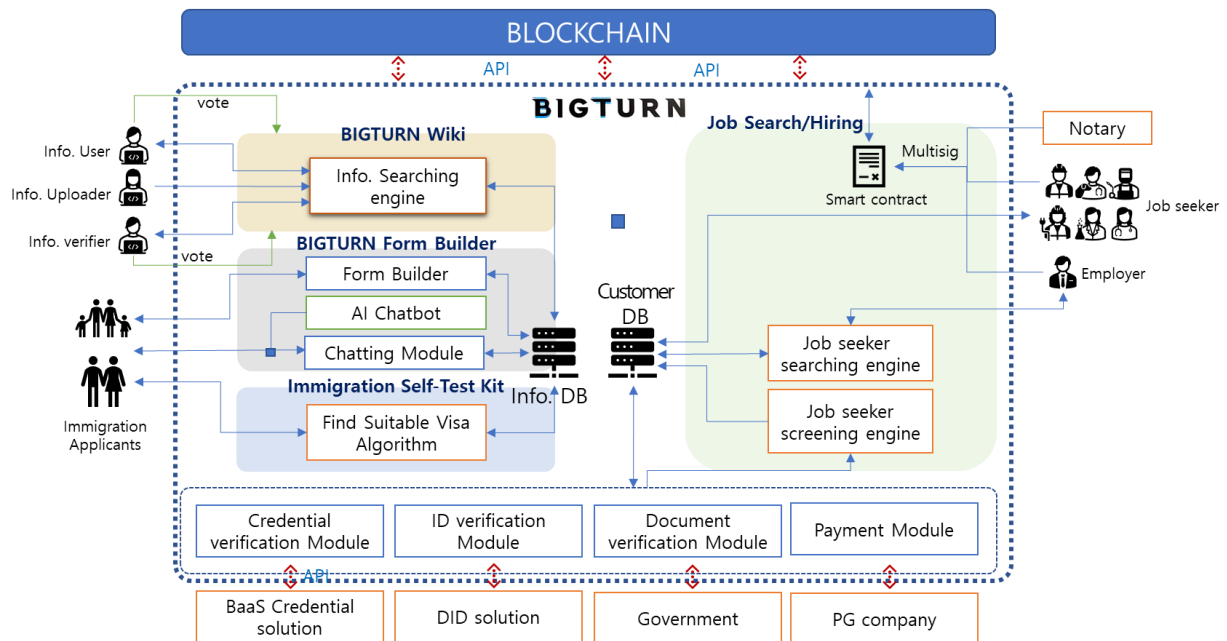 BLOCKCHAIN
API
API
BIGTURN
vote
BIGTURN Wiki
Job Search/Hiring
Info. User
Info. Searching
engine
Info. Uploader
Info. verifier
vote
Multisig
Smart contract
Notary
Job seeker
Employer
BIGTURN Form Builder
Form Builder
AI Chatbot
Chatting Module
Customer
DB
Info. DB
Immigration Self-Test Kit
Find Suitable Visa
Algorithm
Immigration
Applicants
Job seeker
searching engine
Job seeker
screening engine
Credential
verification Module
ID verification
Module
Document
verification Module
Payment Module
API
BaaS Credential
solution
DID solution
Government
PG company